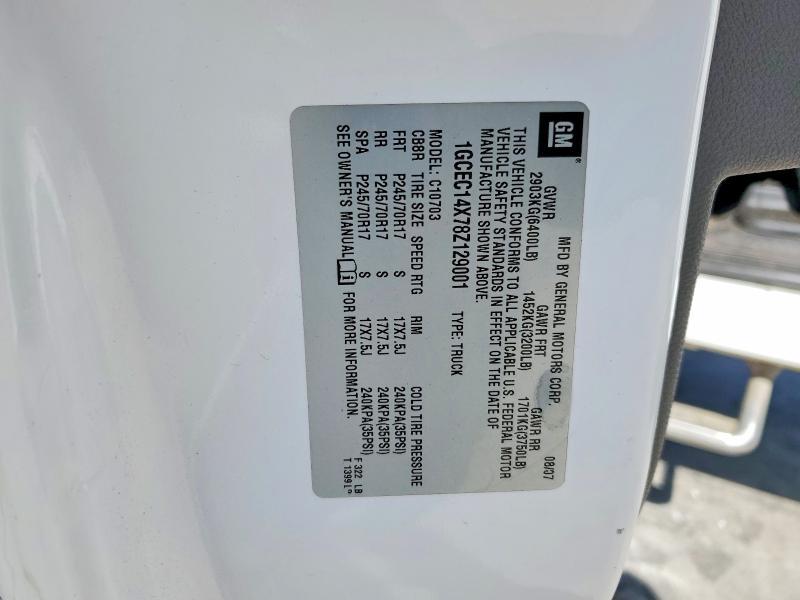 GM
MFD BY GENERAL MOTORS CORP.
08/07
GVWR GAWR FRT GAWR RR
2903KG(6400LB) 1452KG(3200LB) 1701KG(3750LB)
THIS VEHICLE CONFORMS TO ALL APPLICABLE U.S. FEDERAL MOTOR
VEHICLE SAFETY STANDARDS IN EFFECT ON THE DATE OF
MANUFACTURE SHOWN ABOVE.
1GCEC14X78Z129001 TYPE: TRUCK
MODEL: C10703
CB8R TIRE SIZE SPEED RTG RIM COLD TIRE PRESSURE
FRT P245/70R17 S 17X7.5J 240KPA(35PSI)
RR P245/70R17 S 17X7.5J 240KPA(35PSI)
SPA P245/70R17 S 17X7.5J 240KPA(35PSI)
SEE OWNER'S MANUAL FOR MORE INFORMATION.
F 322 LB
T 1399 L